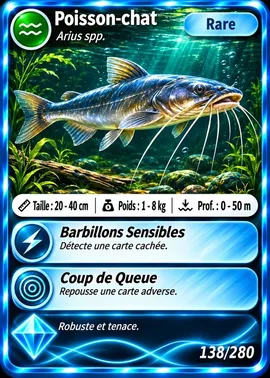 Poisson-chat
Rare
Arius spp.
Taille : 20 - 40 cm | Poids : 1 - 8 kg | Prof. : 0 - 50 m
Barbillons Sensibles
Détecte une carte cachée.
Coup de Queue
Repousse une carte adverse.
Robuste et tenace.
138/280